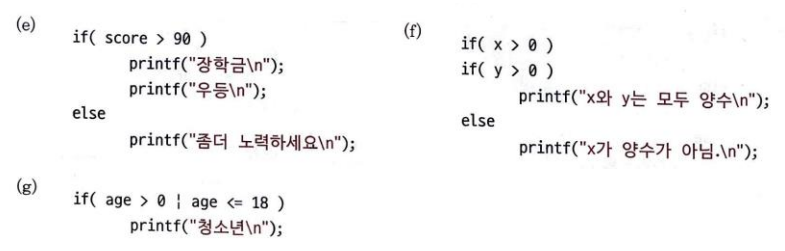 (e)
if( score > 90 )
printf("장학금\n");
printf("우등\n");
else
printf("좀더 노력하세요\n");
(f)
if( x > 0 )
if( y > 0 )
printf("x와 y는 모두 양수\n");
else
printf("x가 양수가 아님.\n");
(g)
if( age > 0 | age <= 18 )
printf("청소년\n");